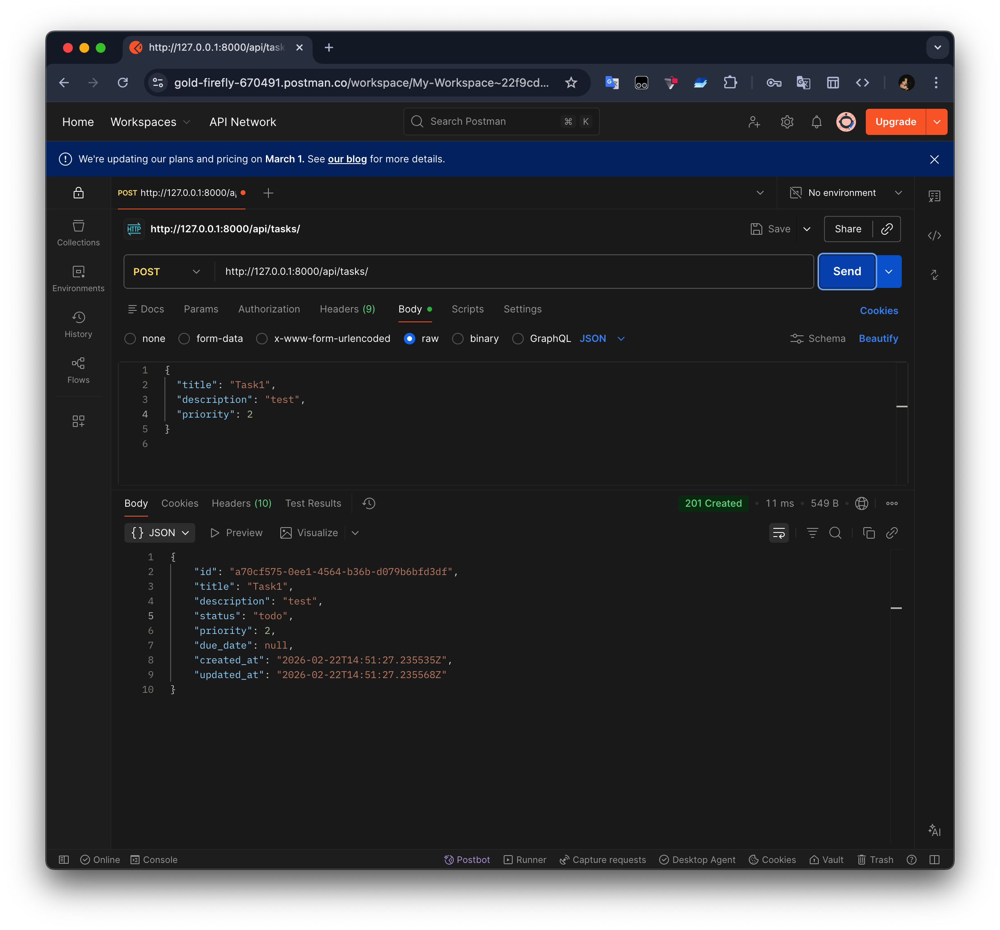 http://127.0.0.1:8000/api/task
gold-firefly-670491.postman.co/workspace/My-Workspace~22f9cd...
Home Workspaces API Network Search Postman ⌘ K Upgrade
We're updating our plans and pricing on March 1. See our blog for more details.
POST http://127.0.0.1:8000/a No environment
HTTP http://127.0.0.1:8000/api/tasks/ Save Share
Collections
POST http://127.0.0.1:8000/api/tasks/ Send
Environments
Docs Params Authorization Headers (9) Body Scripts Settings Cookies
History
none form-data x-www-form-urlencoded raw binary GraphQL JSON Schema Beautify
Flows
1 {
2 "title": "Task1",
3 "description": "test",
4 "priority": 2
5 }
6
Body Cookies Headers (10) Test Results 201 Created 11 ms 549 B
{} JSON Preview Visualize
1 {
2 "id": "a70cf575-0ee1-4564-b36b-d079b6bfd3df",
3 "title": "Task1",
4 "description": "test",
5 "status": "todo",
6 "priority": 2,
7 "due_date": null,
8 "created_at": "2026-02-22T14:51:27.235535Z",
9 "updated_at": "2026-02-22T14:51:27.235568Z"
10 }
AI
Online Console Postbot Runner Capture requests Desktop Agent Cookies Vault Trash